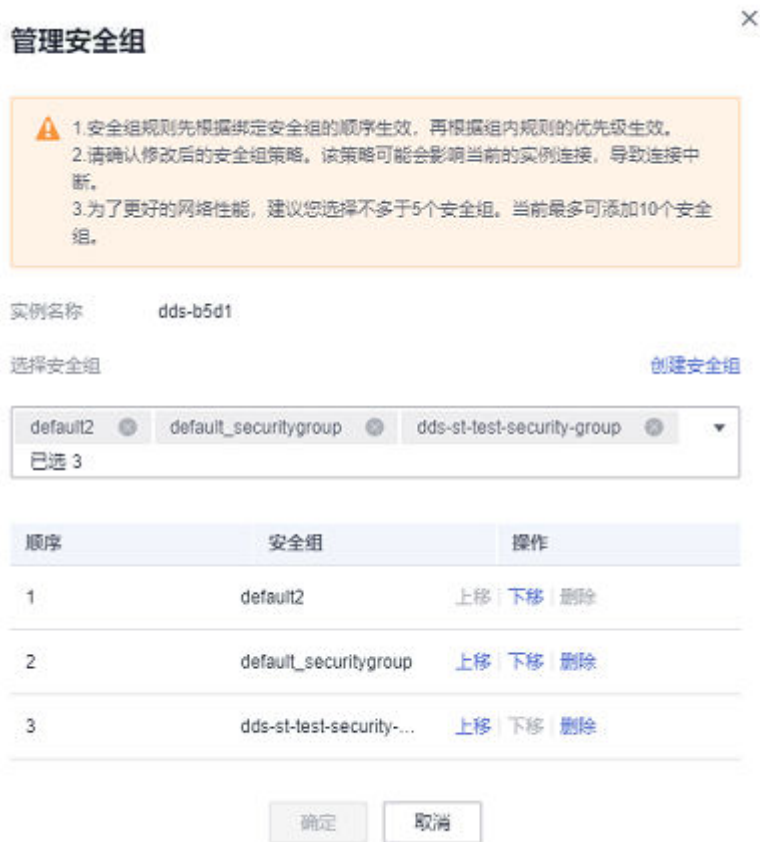 管理安全组
1.安全组规则先根据绑定安全组的顺序生效，再根据组内规则的优先级生效。
2.请确认修改后的安全组策略。该策略可能会影响当前的实例连接，导致连接中
断。
3.为了更好的网络性能，建议您选择不多于5个安全组。当前最多可添加10个安全
组。
实例名称 dds-b5d1
选择安全组 创建安全组
default2 default_securitygroup dds-st-test-security-group
已选 3
顺序 安全组 操作
1 default2 上移 下移 删除
2 default_securitygroup 上移 下移 删除
3 dds-st-test-security-... 上移 下移 删除
确定 取消